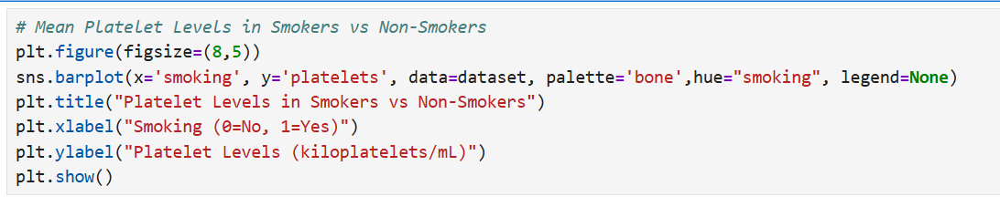 # Mean Platelet Levels in Smokers vs Non-Smokers
plt.figure(figsize=(8,5))
sns.barplot(x='smoking', y='platelets', data=dataset, palette='bone',hue="smoking", legend=None)
plt.title("Platelet Levels in Smokers vs Non-Smokers")
plt.xlabel("Smoking (0=No, 1=Yes)")
plt.ylabel("Platelet Levels (kiloplatelets/mL)")
plt.show()